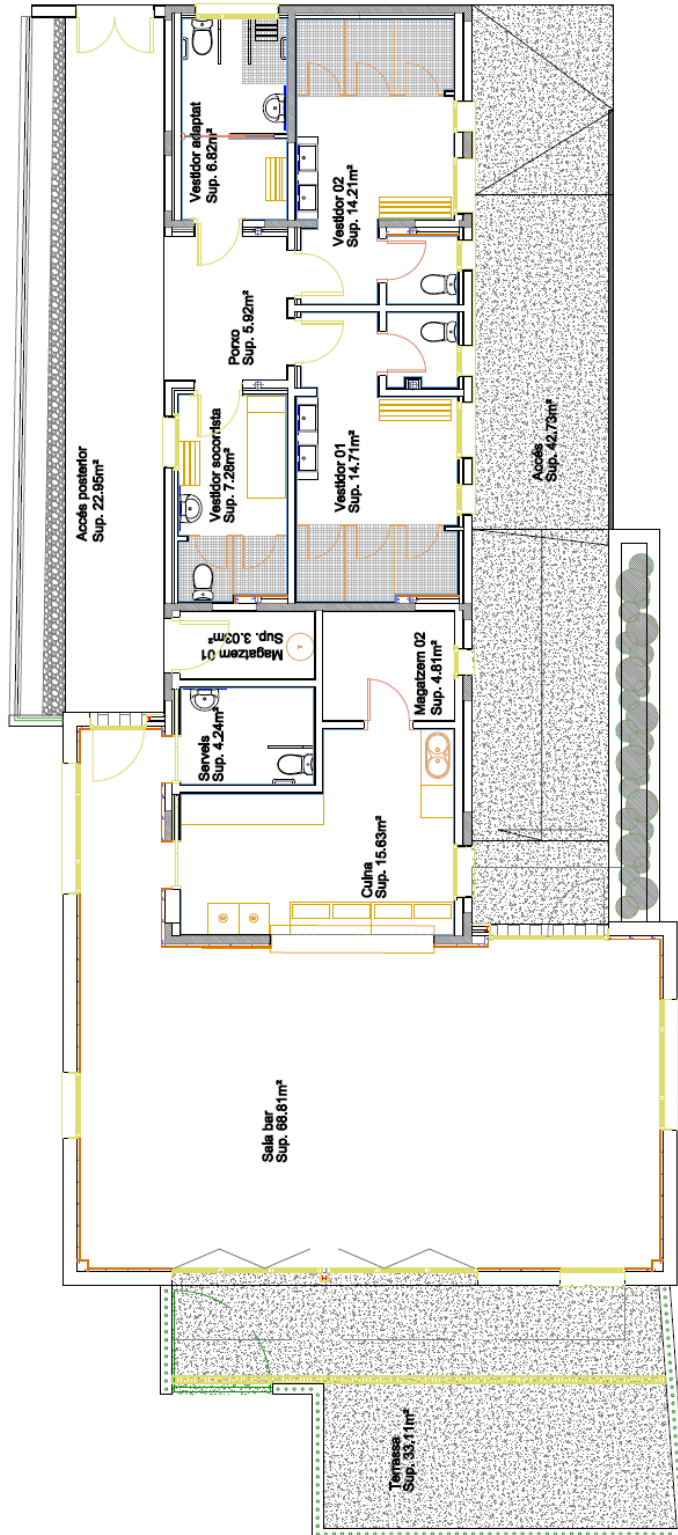 Vestidor adaptat
Sup. 6.82m²
Vestidor 02
Sup. 14.21m²
Porxo
Sup. 5.92m²
Accés posterior
Sup. 22.95m²
Vestidor socorrista
Sup. 7.28m²
Vestidor 01
Sup. 14.71m²
Accés
Sup. 42.73m²
Magatzem 01
Sup. 3.03m²
Magatzem 02
Sup. 4.81m²
Serveis
Sup. 4.24m²
Cuina
Sup. 15.63m²
Sala bar
Sup. 68.81m²
Terrassa
Sup. 33.11m²